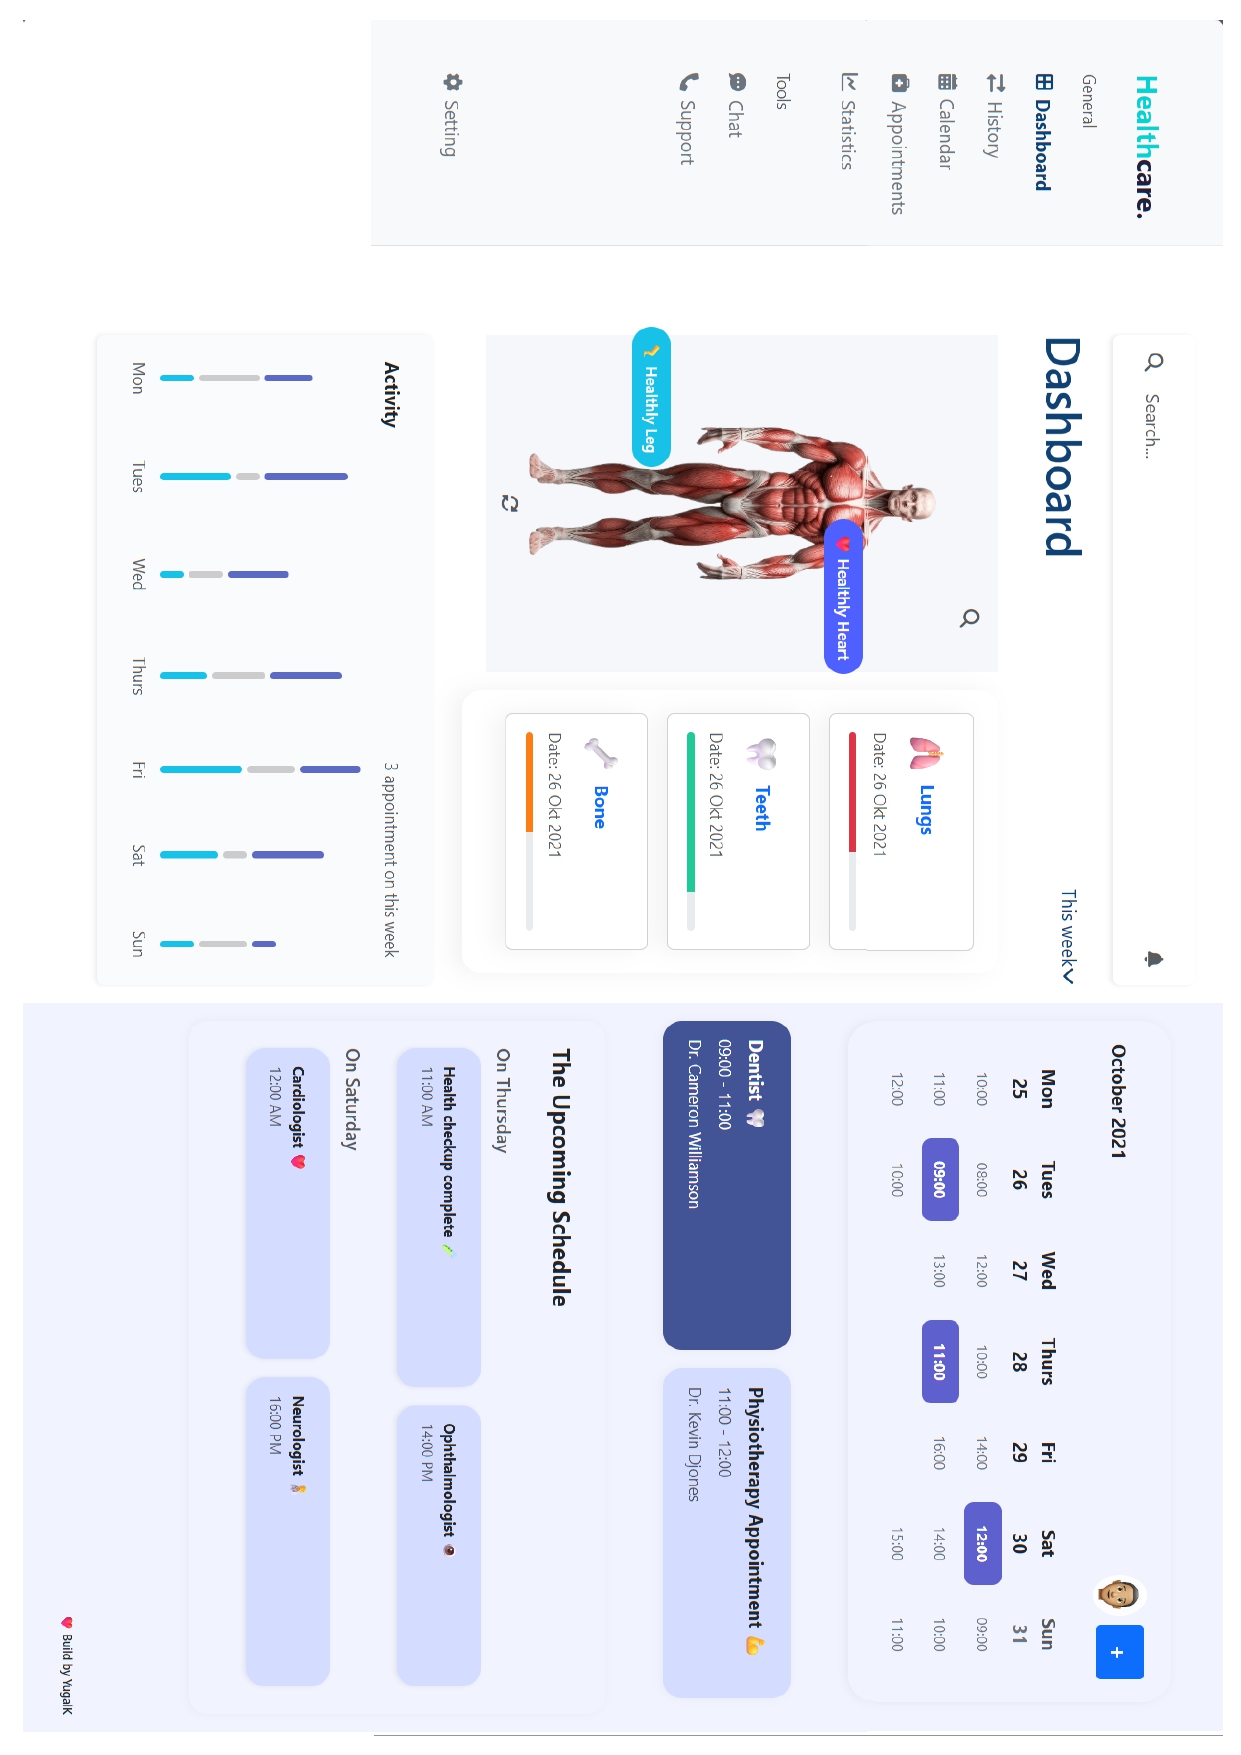 Healthcare.
General
Dashboard
History
Calendar
Appointments
Statistics
Tools
Chat
Support
Setting
Search...
Dashboard
This week
Healthly Heart
Healthly Leg
Lungs
Date: 26 Okt 2021
Teeth
Date: 26 Okt 2021
Bone
Date: 26 Okt 2021
Activity
3 appointment on this week
Mon Tues Wed Thurs Fri Sat Sun
October 2021
+
Mon Tues Wed Thurs Fri Sat Sun
25 26 27 28 29 30 31
10:00 08:00 12:00 10:00 14:00 12:00 09:00
11:00 09:00 13:00 11:00 16:00 14:00 10:00
12:00 10:00 15:00 11:00
Dentist
09:00 - 11:00
Dr. Cameron Williamson
Physiotherapy Appointment
11:00 - 12:00
Dr. Kevin Djones
The Upcoming Schedule
On Thursday
Health checkup complete
11:00 AM
Ophthalmologist
14:00 PM
On Saturday
Cardiologist
12:00 AM
Neurologist
16:00 PM
Build by YugalK